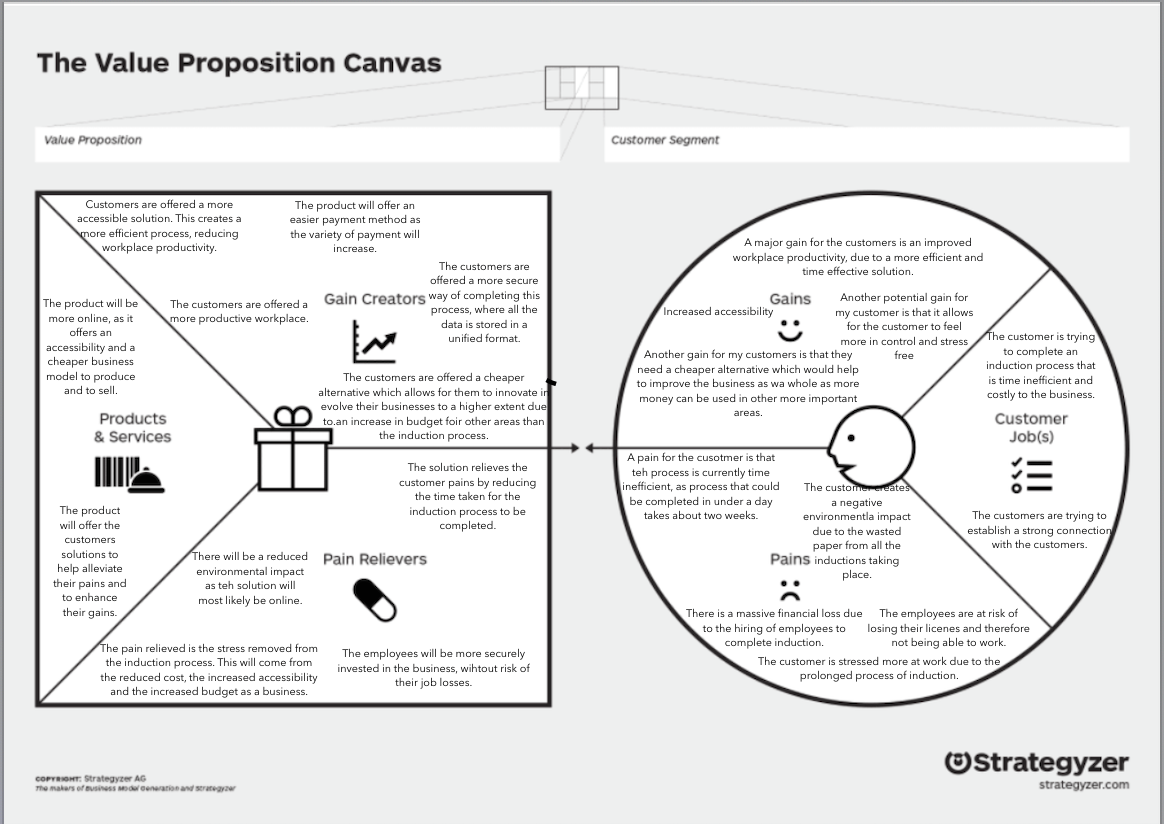 The Value Proposition Canvas
Value Proposition
Customer Segment
Customers are offered a more
accessible solution. This creates a
more efficient process, reducing
workplace productivity.
The product will offer an
easier payment method as
the variety of payment will
increase.
The customers are
offered a more secure
way of completing this
process, where all the
data is stored in a
unified format.
The customers are offered a
more productive workplace.
Gain Creators
The customers are offered a cheaper
alternative which allows for them to innovate in
evolve their businesses to a higher extent due
to.an increase in budget foir other areas than
the induction process.
The product will be
more online, as it
offers an
accessibility and a
cheaper business
model to produce
and to sell.
Products
& Services
The product
will offer the
customers
solutions to
help alleviate
their pains and
to enhance
their gains.
The solution relieves the
customer pains by reducing
the time taken for the
induction process to be
completed.
There will be a reduced
environmental impact
as teh solution will
most likely be online.
Pain Relievers
The pain relieved is the stress removed from
the induction process. This will come from
the reduced cost, the increased accessibility
and the increased budget as a business.
The employees will be more securely
invested in the business, wihtout risk of
their job losses.
A major gain for the customers is an improved
workplace productivity, due to a more efficient and
time effective solution.
Increased accessibility
Gains
Another potential gain for
my customer is that it allows
for the customer to feel
more in control and stress
free
Another gain for my customers is that they
need a cheaper alternative which would help
to improve the business as wa whole as more
money can be used in other more important
areas.
The customer is trying
to complete an
induction process that
is time inefficient and
costly to the business.
Customer
Job(s)
The customers are trying to
establish a strong connection
with the customers.
A pain for the cusotmer is that
teh process is currently time
inefficient, as process that could
be completed in under a day
takes about two weeks.
The customer creates
a negative
environmentla impact
due to the wasted
paper from all the
inductions taking
place.
Pains
There is a massive financial loss due
to the hiring of employees to
complete induction.
The employees are at risk of
losing their licenes and therefore
not being able to work.
The customer is stressed more at work due to the
prolonged process of induction.
COPYRIGHT: Strategyzer AG
The makers of Business Model Generation and Strategyzer
Strategyzer
strategyzer.com